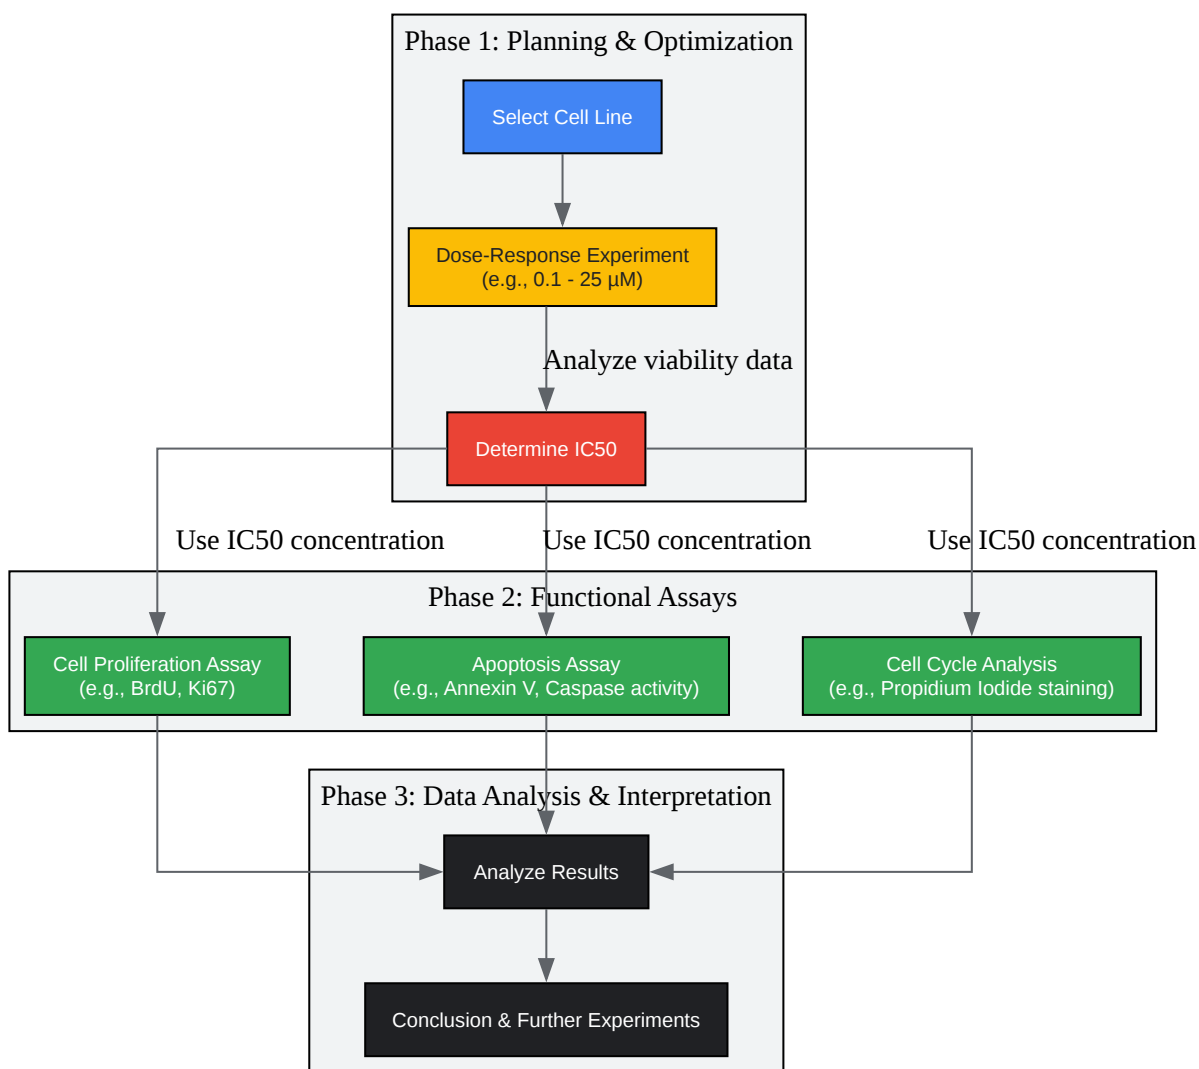 Phase 1: Planning & Optimization
Select Cell Line
Dose-Response Experiment
(e.g., 0.1 - 25 µM)
Analyze viability data
Determine IC50
Use IC50 concentration
Use IC50 concentration
Use IC50 concentration
Phase 2: Functional Assays
Cell Proliferation Assay
(e.g., BrdU, Ki67)
Apoptosis Assay
(e.g., Annexin V, Caspase activity)
Cell Cycle Analysis
(e.g., Propidium Iodide staining)
Phase 3: Data Analysis & Interpretation
Analyze Results
Conclusion & Further Experiments